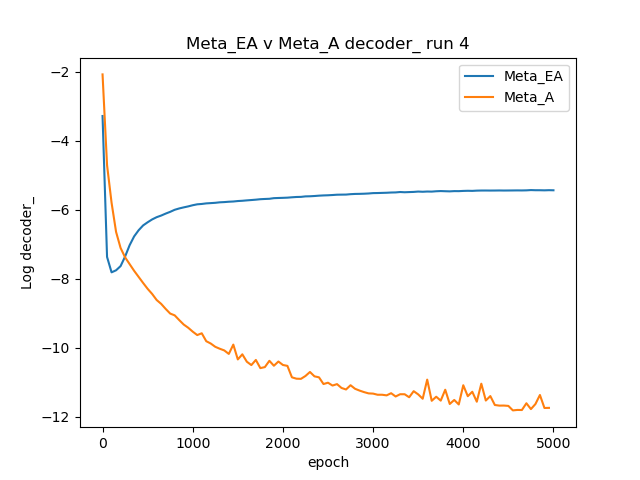 Meta_EA v Meta_A decoder_ run 4
Meta_EA
Meta_A
Log decoder_
−2
−4
−6
−8
−10
−12
0 1000 2000 3000 4000 5000
epoch